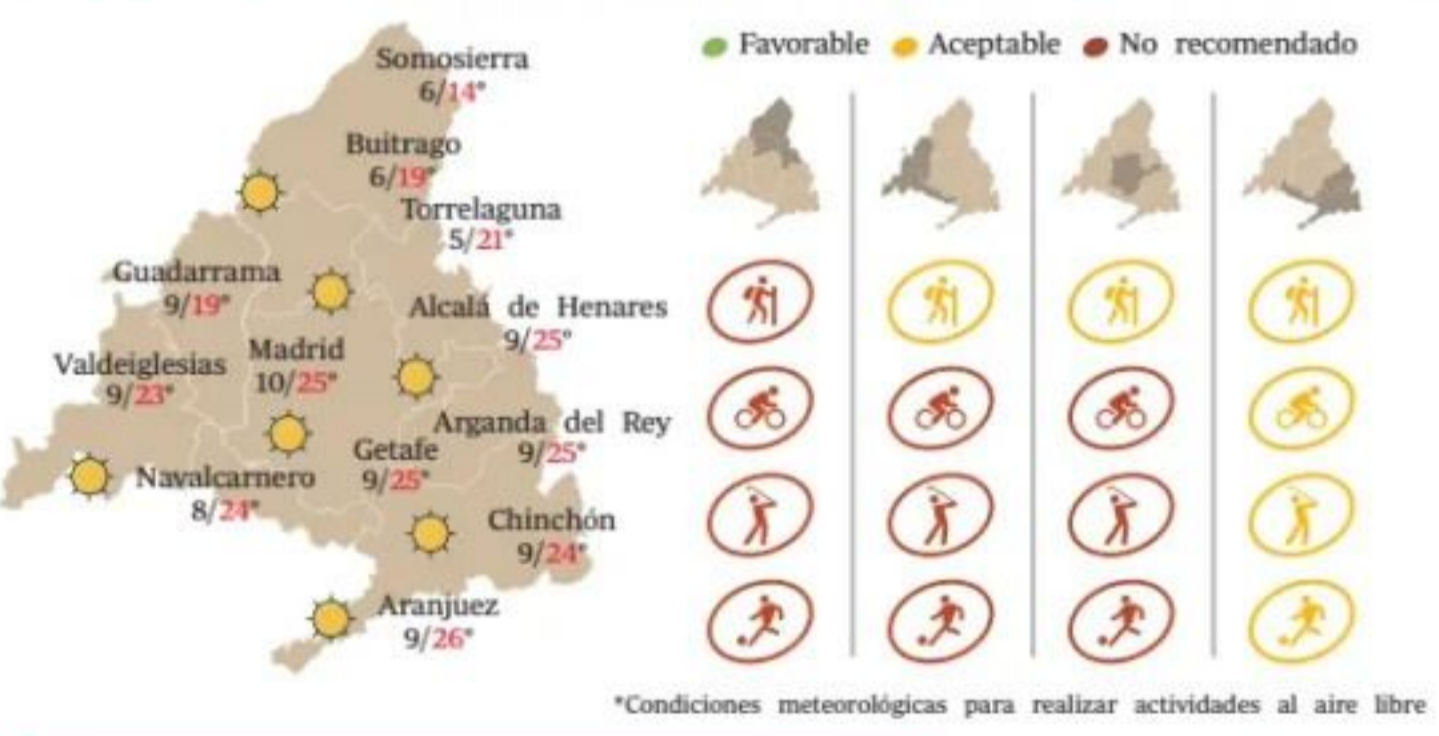 Somosierra
6/14°
Buitrago
6/19°
Torrelaguna
5/21°
Guadarrama
9/19°
Alcalá de Henares
9/25°
Madrid
10/25°
Valdeiglesias
9/23°
Arganda del Rey
9/25°
Getafe
9/25°
Navalcarnero
8/24°
Chinchón
9/24°
Aranjuez
9/26°
Favorable Aceptable No recomendado
*Condiciones meteorológicas para realizar actividades al aire libre